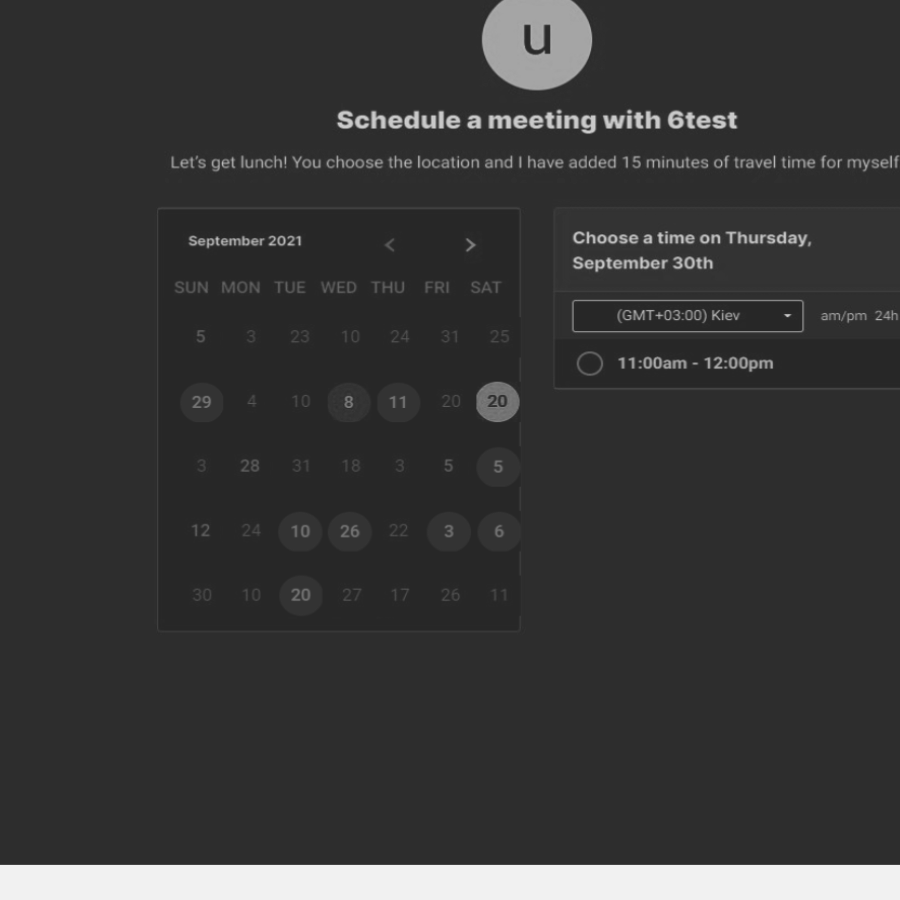 u
Schedule a meeting with 6test
Let's get lunch! You choose the location and I have added 15 minutes of travel time for myself
September 2021
SUN MON TUE WED THU FRI SAT
5 3 23 10 24 31 25
29 4 10 8 11 20 20
3 28 31 18 3 5 5
12 24 10 26 22 3 6
30 10 20 27 17 26 11
Choose a time on Thursday,
September 30th
(GMT+03:00) Kiev am/pm 24h
11:00am - 12:00pm